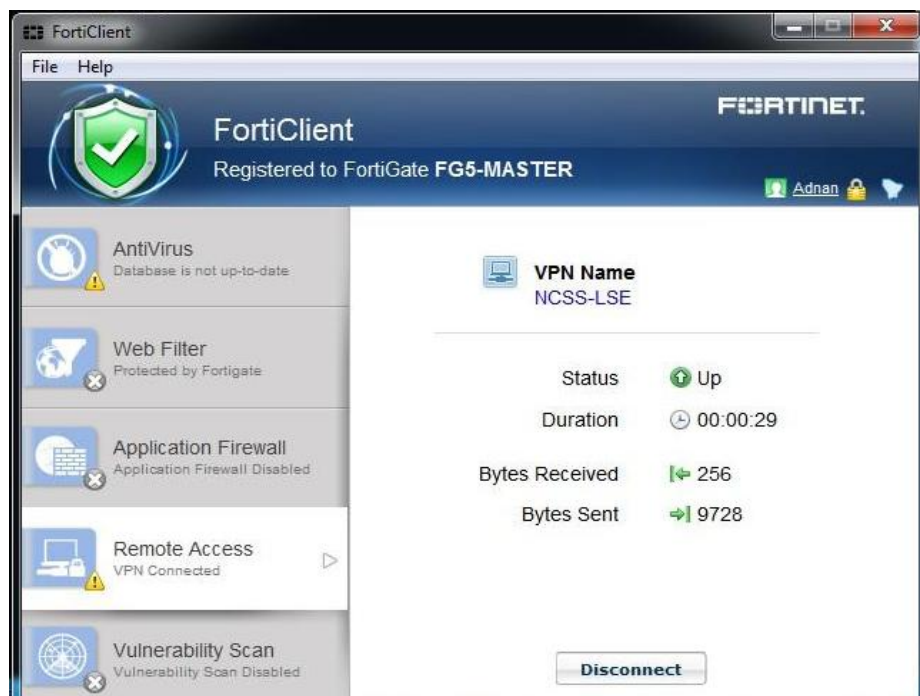 FortiClient
File Help
FORTINET.
FortiClient
Registered to FortiGate FG5-MASTER
Adnan
AntiVirus
Database is not up-to-date
Web Filter
Protected by Fortigate
Application Firewall
Application Firewall Disabled
Remote Access
VPN Connected
Vulnerability Scan
Vulnerability Scan Disabled
VPN Name
NCSS-LSE
Status Up
Duration 00:00:29
Bytes Received 256
Bytes Sent 9728
Disconnect